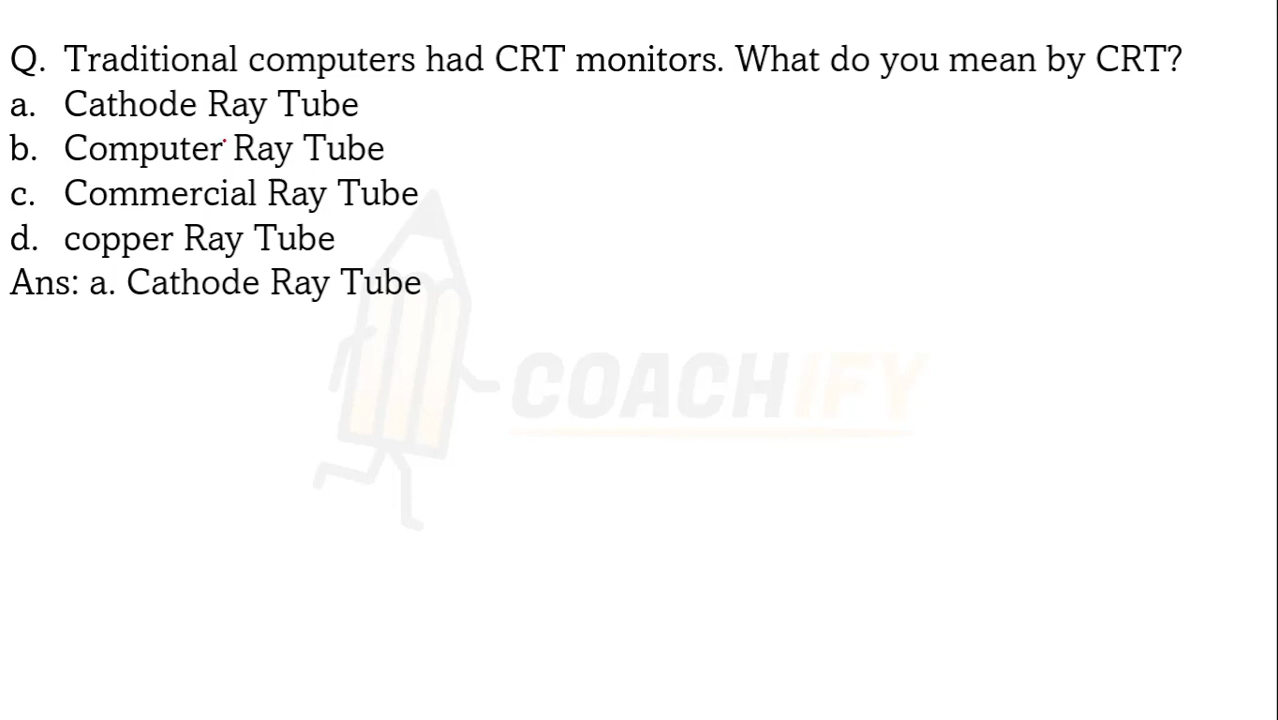 Q. Traditional computers had CRT monitors. What do you mean by CRT?
a. Cathode Ray Tube
b. Computer Ray Tube
c. Commercial Ray Tube
d. copper Ray Tube
Ans: a. Cathode Ray Tube
COACHIFY